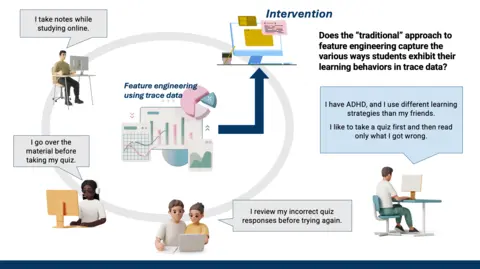 I take notes while
studying online.
Intervention
Does the “traditional” approach to
feature engineering capture the
various ways students exhibit their
learning behaviors in trace data?
Feature engineering
using trace data
I have ADHD, and I use different learning
strategies than my friends.
I like to take a quiz first and then read
only what I got wrong.
I go over the
material before
taking my quiz.
I review my incorrect quiz
responses before trying again.